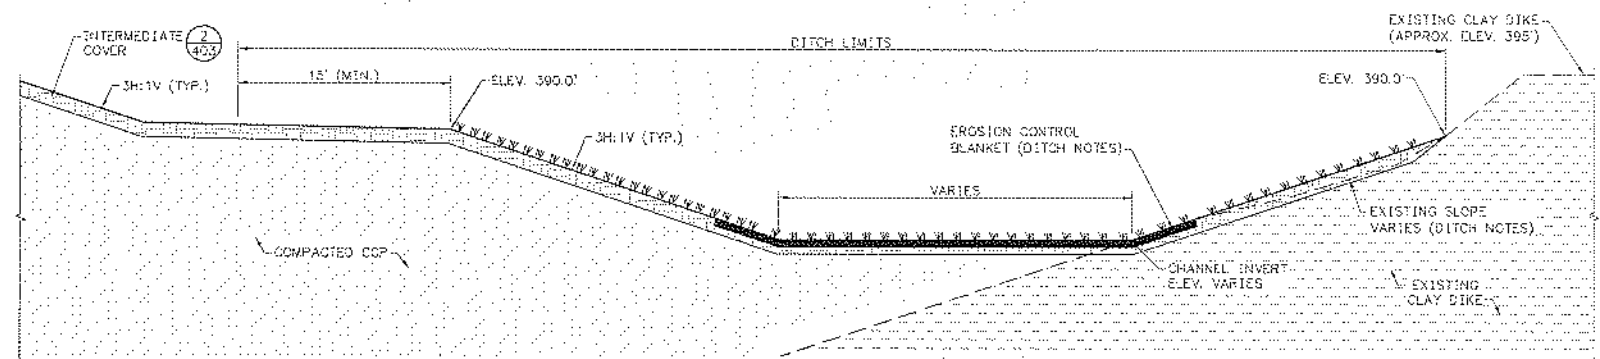 INTERMEDIATE
COVER
2
403
3H:1V (TYP.)
15' (MIN.)
DITCH LIMITS
ELEV. 390.0'
3H:1V (TYP.)
EROSION CONTROL
BLANKET (DITCH NOTES)
VARIES
ELEV. 390.0'
EXISTING CLAY DIKE
(APPROX. ELEV. 395')
EXISTING SLOPE
VARIES (DITCH NOTES)
COMPACTED CCP
CHANNEL INVERT
ELEV. VARIES
EXISTING
CLAY DIKE